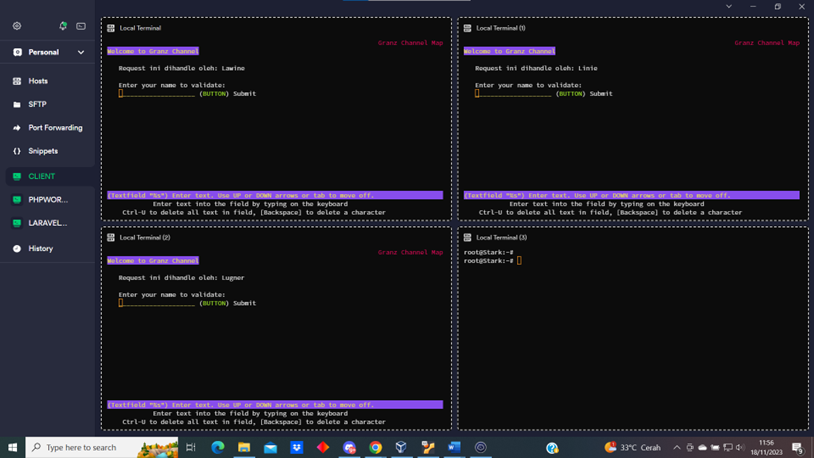 Personal
Hosts
SFTP
Port Forwarding
{} Snippets
CLIENT
PHPWOR...
LARAVEL...
History
Local Terminal
Granz Channel Map
Welcome to Granz Channel
Request ini dihandle oleh: Lawine
Enter your name to validate:
____________________ (BUTTON) Submit
(Textfield "%s") Enter text. Use UP or DOWN arrows or tab to move off.
Enter text into the field by typing on the keyboard
Ctrl-U to delete all text in field, [Backspace] to delete a character
Local Terminal (1)
Granz Channel Map
Welcome to Granz Channel
Request ini dihandle oleh: Linie
Enter your name to validate:
____________________ (BUTTON) Submit
(Textfield "%s") Enter text. Use UP or DOWN arrows or tab to move off.
Enter text into the field by typing on the keyboard
Ctrl-U to delete all text in field, [Backspace] to delete a character
Local Terminal (2)
Granz Channel Map
Welcome to Granz Channel
Request ini dihandle oleh: Lugner
Enter your name to validate:
____________________ (BUTTON) Submit
(Textfield "%s") Enter text. Use UP or DOWN arrows or tab to move off.
Enter text into the field by typing on the keyboard
Ctrl-U to delete all text in field, [Backspace] to delete a character
Local Terminal (3)
root@Stark:~#
root@Stark:~#
Type here to search
33°C Cerah
11:56
18/11/2023